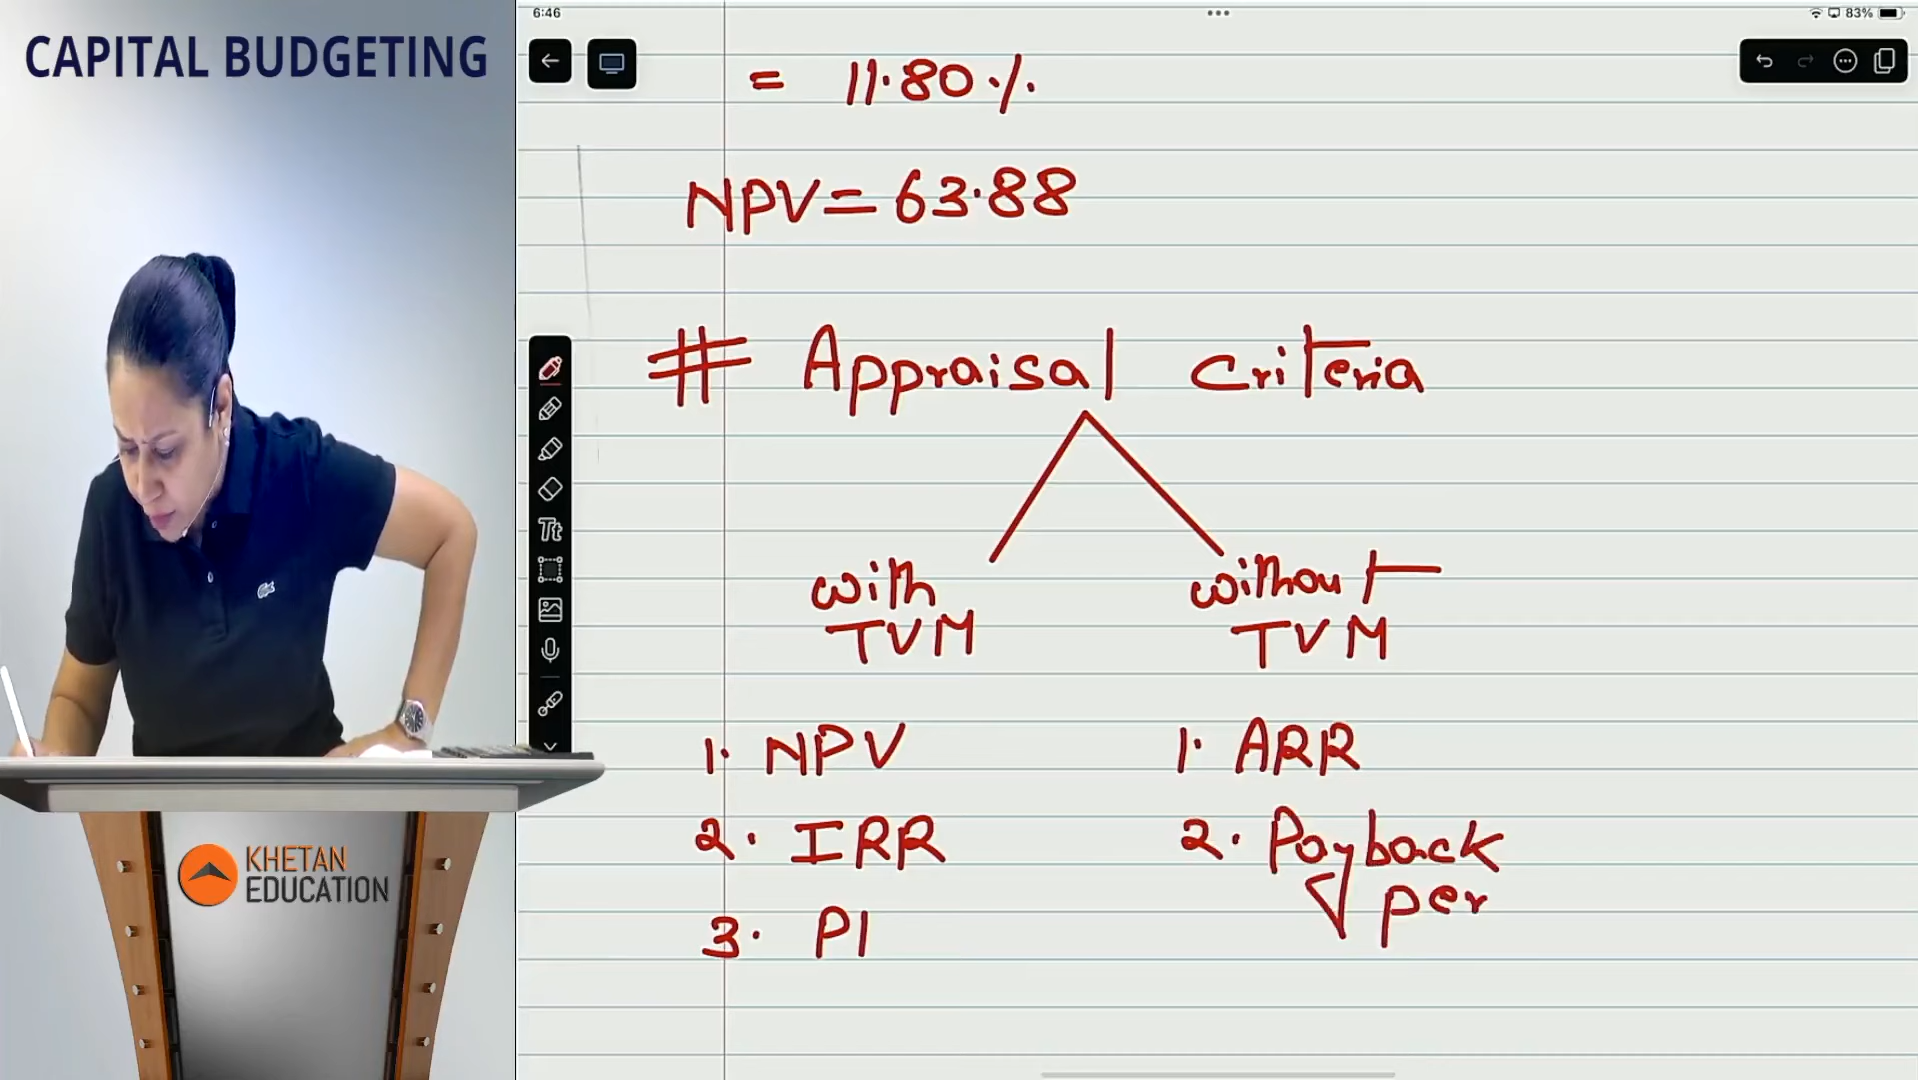 CAPITAL BUDGETING
6:46
83%
= 11.80%
NPV = 63.88
# Appraisal Criteria
with TVM
without TVM
1. NPV
2. IRR
3. PI
1. ARR
2. Payback
per
Tt
KHETAN
EDUCATION